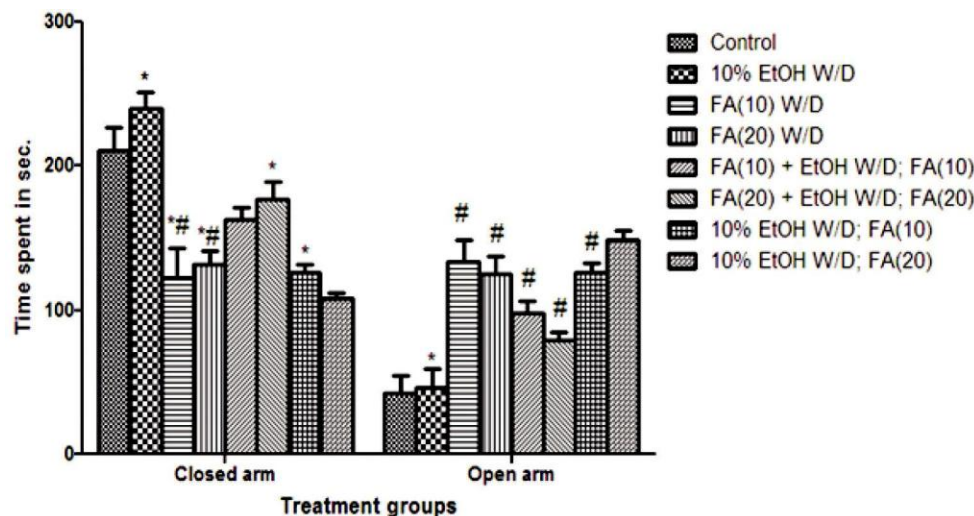 300
200
100
0
Time spent in sec.
*
*#
*#
*
*
*
#
#
#
#
#
Closed arm
Open arm
Treatment groups
Control
10% EtOH W/D
FA(10) W/D
FA(20) W/D
FA(10) + EtOH W/D; FA(10)
FA(20) + EtOH W/D; FA(20)
10% EtOH W/D; FA(10)
10% EtOH W/D; FA(20)